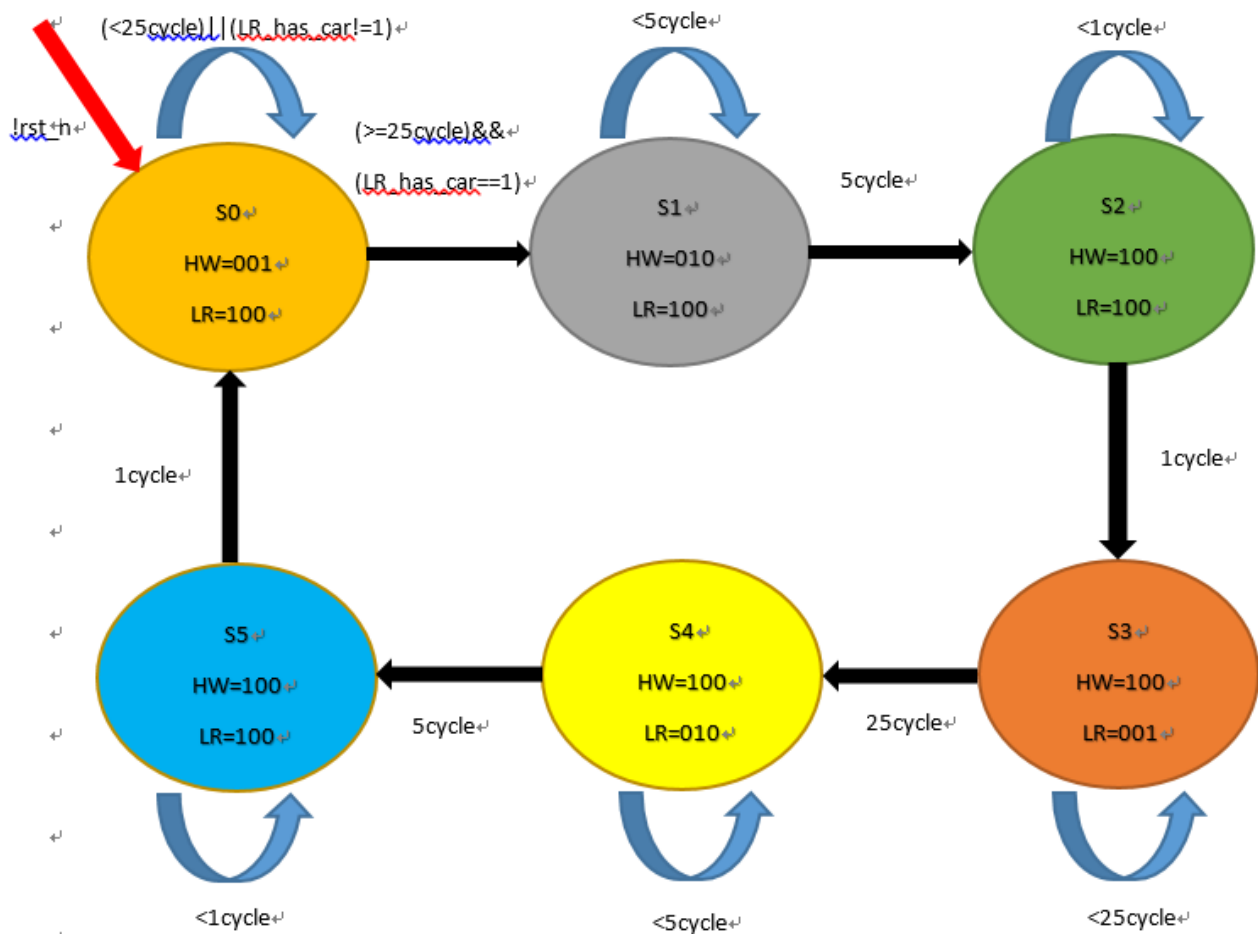 (<25cycle)||(LR_has_car!=1)
<5cycle
<1cycle
!rst_n
(>=25cycle)&&
(LR_has_car==1)
5cycle
S0
HW=001
LR=100
S1
HW=010
LR=100
S2
HW=100
LR=100
1cycle
1cycle
S5
HW=100
LR=100
S4
HW=100
LR=010
S3
HW=100
LR=001
5cycle
25cycle
<1cycle
<5cycle
<25cycle